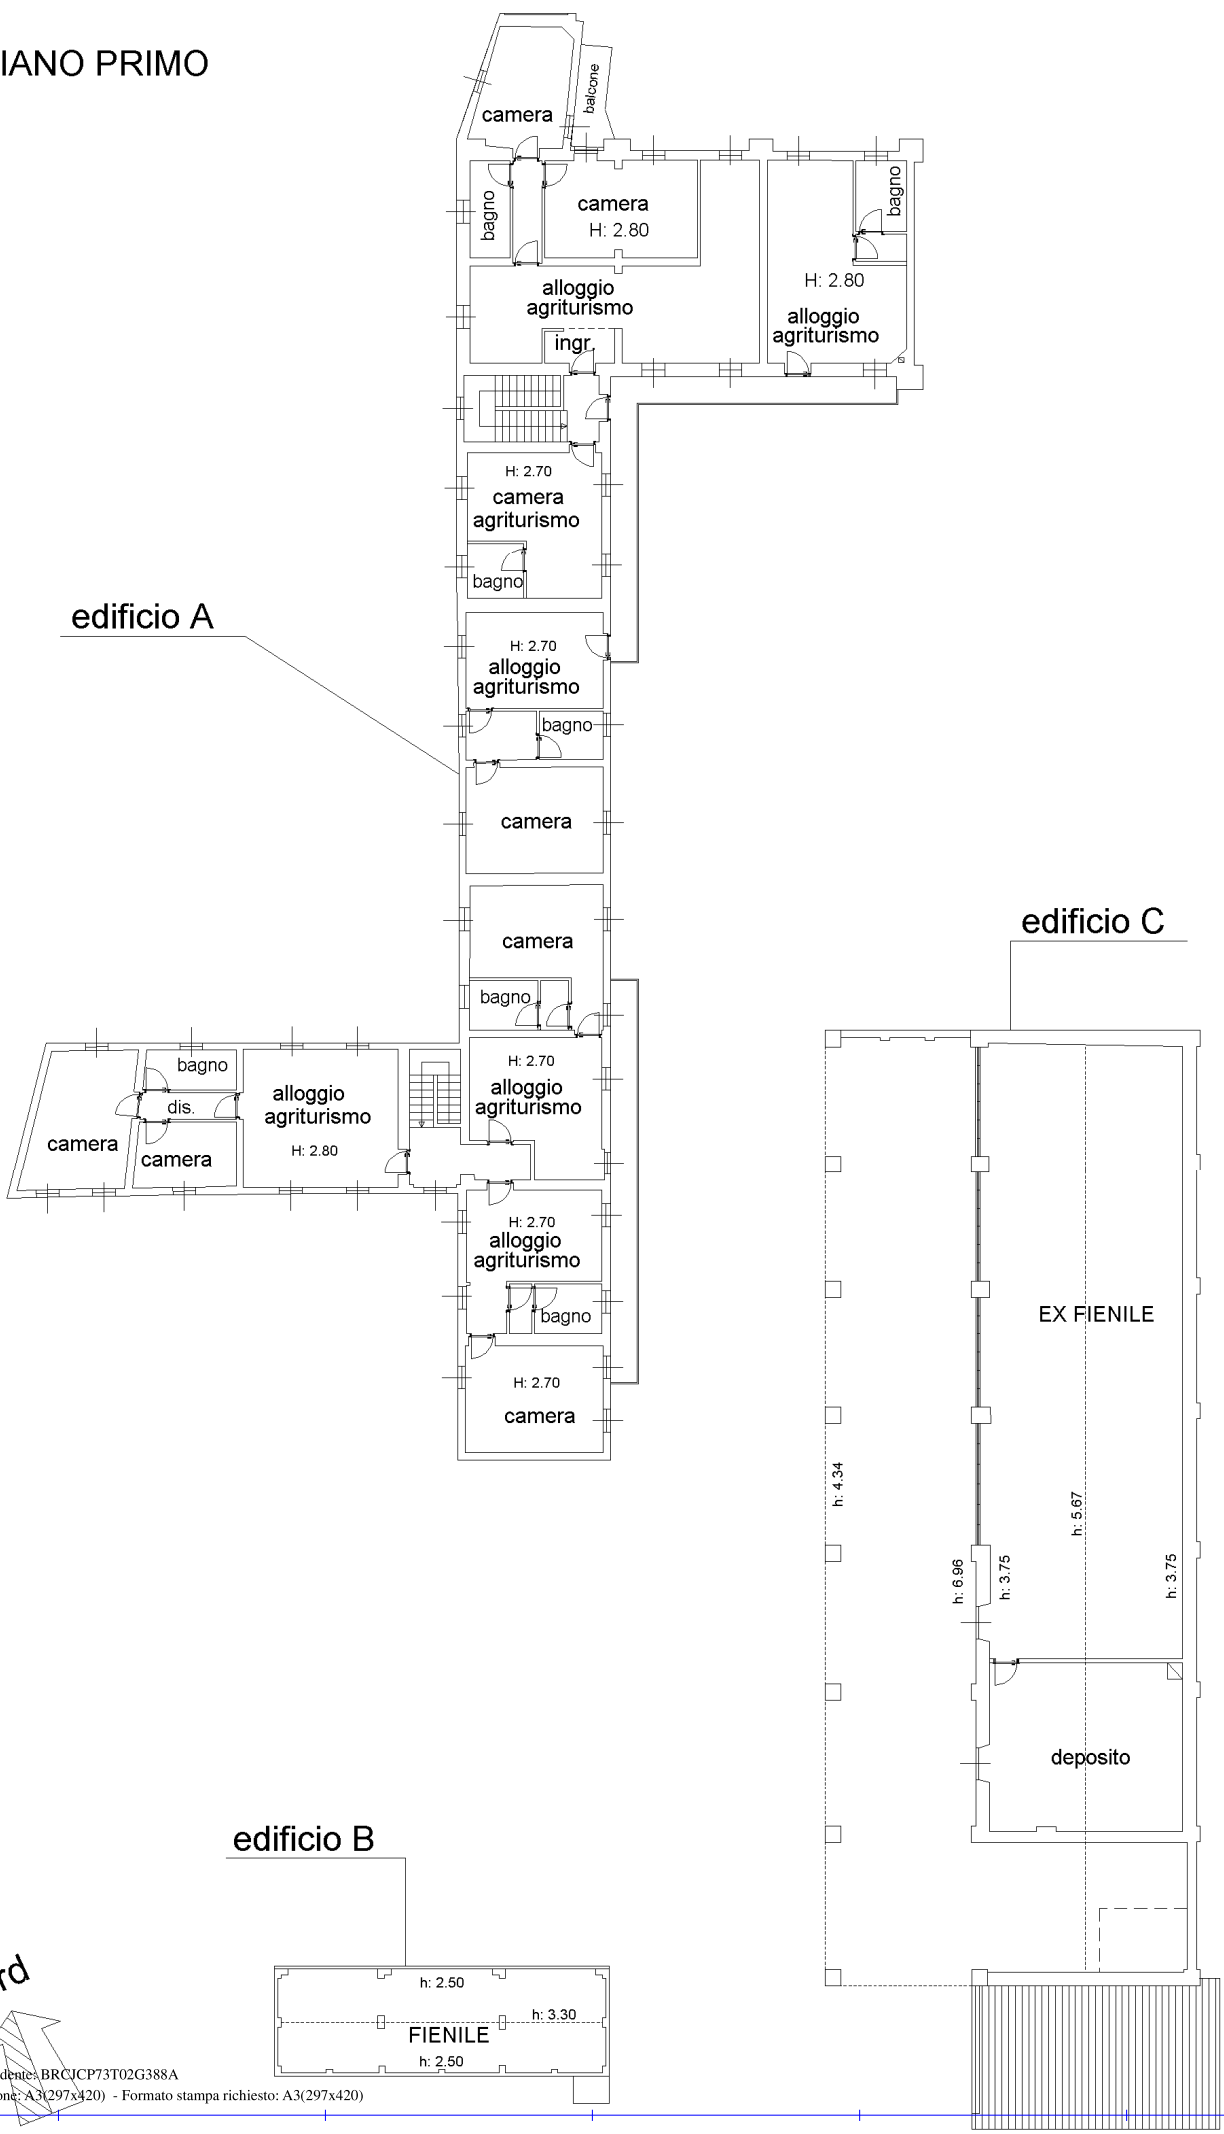 IANO PRIMO
balcone
camera
bagno
camera
H: 2.80
bagno
H: 2.80
alloggio
agriturismo
alloggio
agriturismo
ingr.
H: 2.70
camera
agriturismo
bagno
edificio A
H: 2.70
alloggio
agriturismo
bagno
camera
edificio C
camera
bagno
H: 2.70
alloggio
agriturismo
bagno
dis.
alloggio
agriturismo
H: 2.80
camera
camera
H: 2.70
alloggio
agriturismo
bagno
H: 2.70
camera
EX FIENILE
h: 4.34
h: 5.67
h: 6.96
h: 3.75
h: 3.75
deposito
edificio B
rd
h: 2.50
h: 3.30
FIENILE
h: 2.50
dente: BRCJCP73T02G388A
one: A3(297x420) - Formato stampa richiesto: A3(297x420)